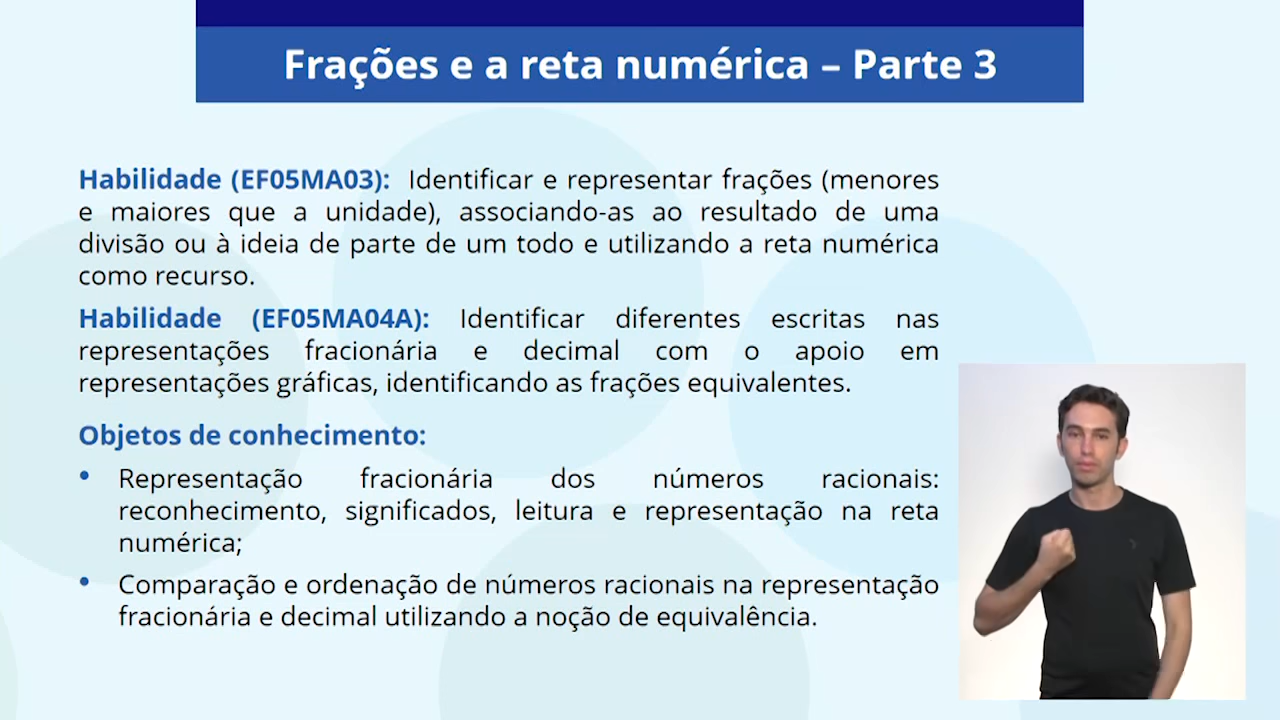 Frações e a reta numérica – Parte 3
Habilidade (EF05MA03): Identificar e representar frações (menores
e maiores que a unidade), associando-as ao resultado de uma
divisão ou à ideia de parte de um todo e utilizando a reta numérica
como recurso.
Habilidade (EF05MA04A): Identificar diferentes escritas nas
representações fracionária e decimal com o apoio em
representações gráficas, identificando as frações equivalentes.
Objetos de conhecimento:
• Representação fracionária dos números racionais:
reconhecimento, significados, leitura e representação na reta
numérica;
• Comparação e ordenação de números racionais na representação
fracionária e decimal utilizando a noção de equivalência.